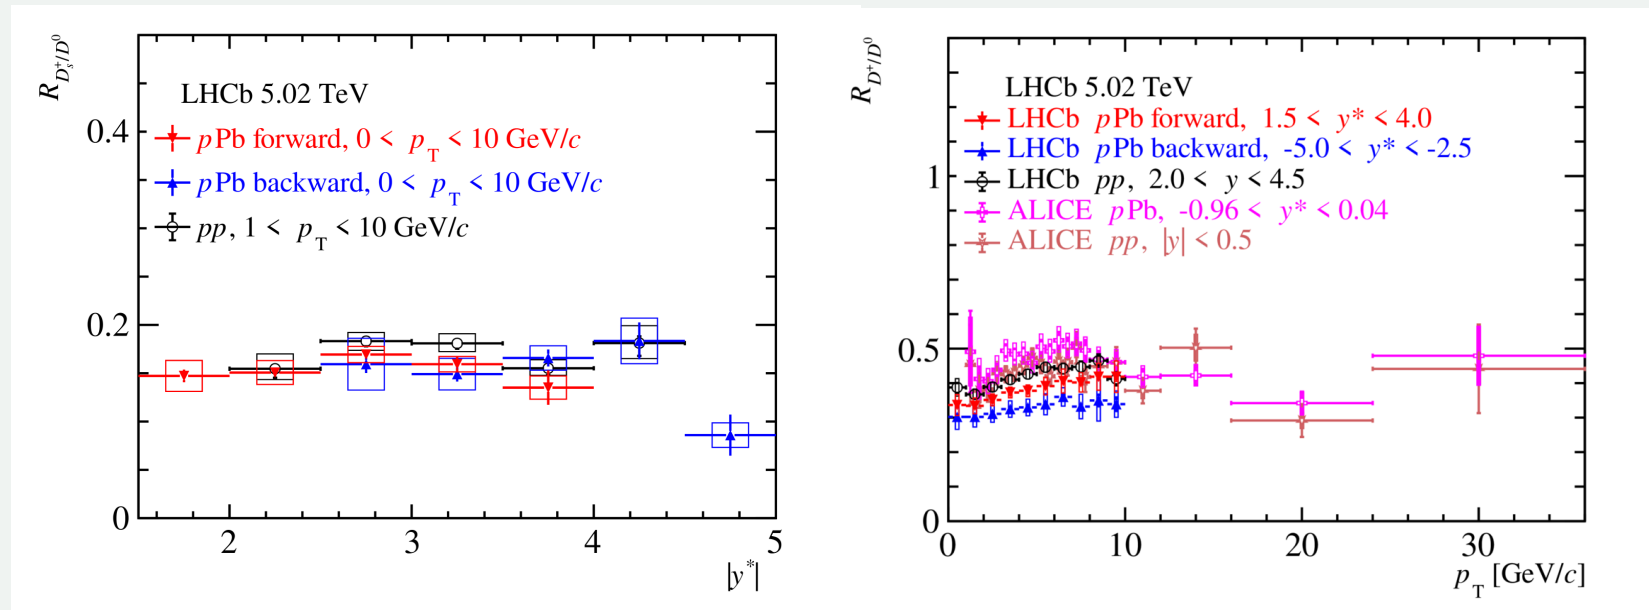 R_{D_s^+/D^0}
LHCb 5.02 TeV
pPb forward, 0 < p_T < 10 GeV/c
pPb backward, 0 < p_T < 10 GeV/c
pp, 1 < p_T < 10 GeV/c
0.4
0.2
0
2 3 4 5
|y*|
R_{D^+/D^0}
LHCb 5.02 TeV
LHCb pPb forward, 1.5 < y* < 4.0
LHCb pPb backward, -5.0 < y* < -2.5
LHCb pp, 2.0 < y < 4.5
ALICE pPb, -0.96 < y* < 0.04
ALICE pp, |y| < 0.5
1
0.5
0
0 10 20 30
p_T [GeV/c]